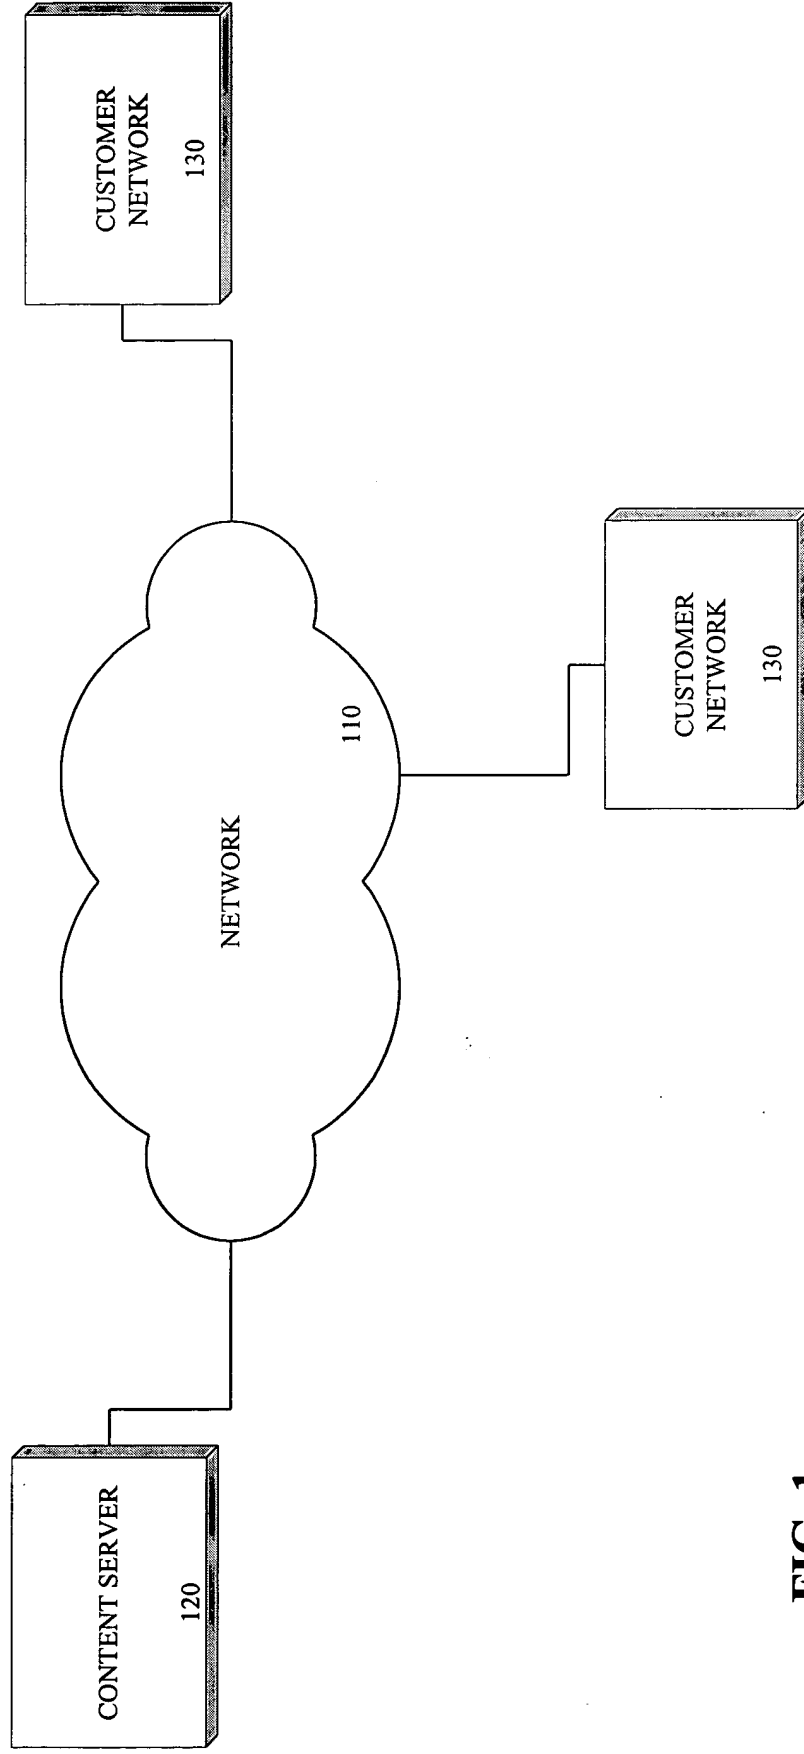 CONTENT SERVER
120
NETWORK
110
CUSTOMER
NETWORK
130
CUSTOMER
NETWORK
130
FIG. 1